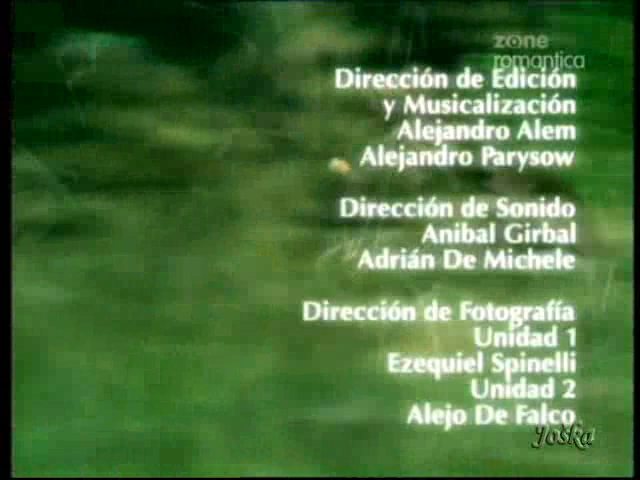 zone
romantica
Dirección de Edición
y Musicalización
Alejandro Alem
Alejandro Parysow
Dirección de Sonido
Anibal Girbal
Adrián De Michele
Dirección de Fotografía
Unidad 1
Ezequiel Spinelli
Unidad 2
Alejo De Falco
Joska